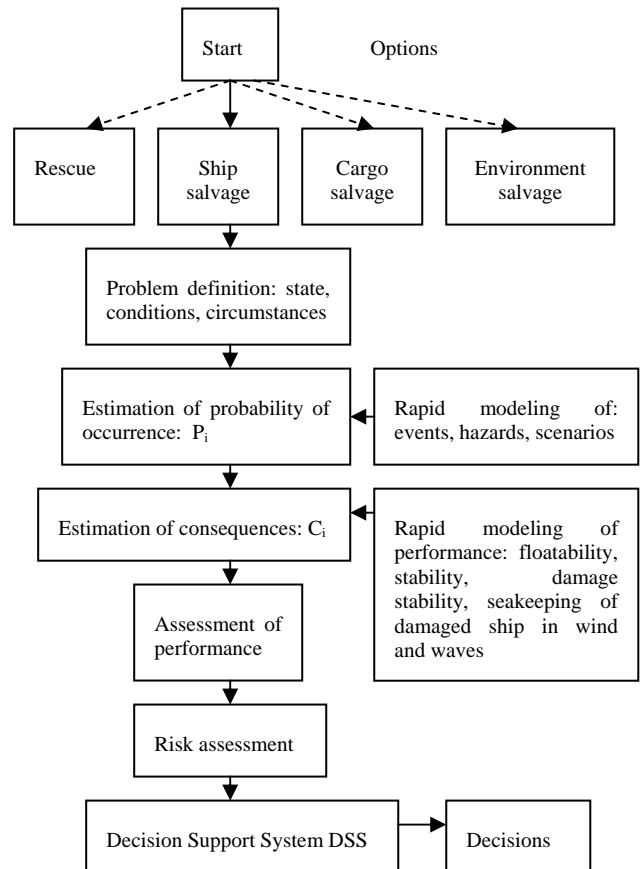 Start
Options
Rescue
Ship
salvage
Cargo
salvage
Environment
salvage
Problem definition: state,
conditions, circumstances
Estimation of probability of
occurrence: Pᵢ
Rapid modeling of:
events, hazards, scenarios
Estimation of consequences: Cᵢ
Rapid modeling of
performance: floatability,
stability, damage
stability, seakeeping of
damaged ship in wind
and waves
Assessment of
performance
Risk assessment
Decision Support System DSS
Decisions